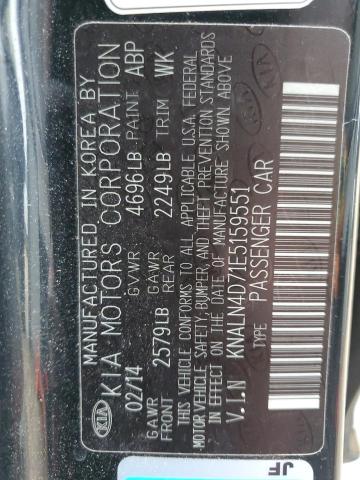 MANUFACTURED IN KOREA BY
KIA KIA MOTORS CORPORATION
02/14 GVWR 4696LB PAINT ABP
GAWR FRONT 2579LB GAWR REAR 2249LB TRIM WK
THIS VEHICLE CONFORMS TO ALL APPLICABLE U.S.A. FEDERAL
MOTOR VEHICLE SAFETY, BUMPER, AND THEFT PREVENTION STANDARDS
IN EFFECT ON THE DATE OF MANUFACTURE SHOWN ABOVE
V.I.N KNALN4D71E5159551
TYPE PASSENGER CAR
JF